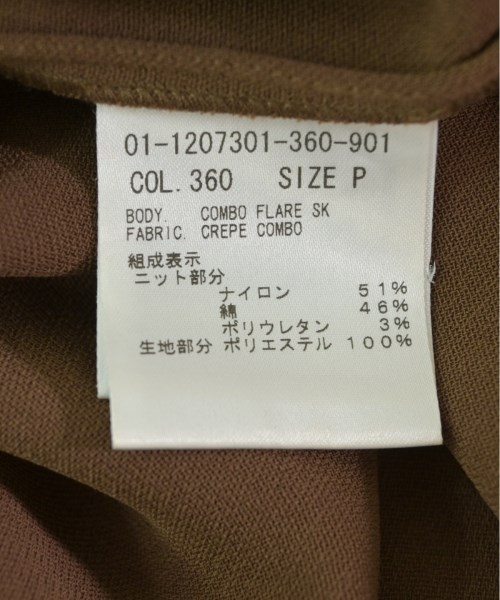 01-1207301-360-901
COL.360 SIZE P
BODY. COMBO FLARE SK
FABRIC. CREPE COMBO
組成表示
ニット部分
ナイロン 51%
綿 46%
ポリウレタン 3%
生地部分 ポリエステル 100%